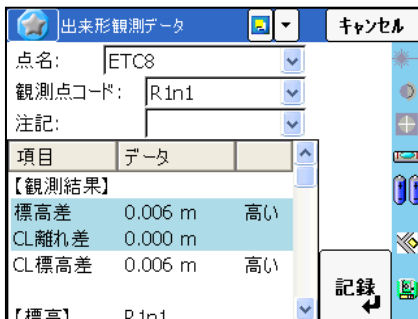 出来形観測データ
キャンセル
点名: ETC8
観測点コード: R1n1
注記:
項目 データ
【観測結果】
標高差 0.006 m 高い
CL離れ差 0.000 m
CL標高差 0.006 m 高い
記録
【標高】 R1n1